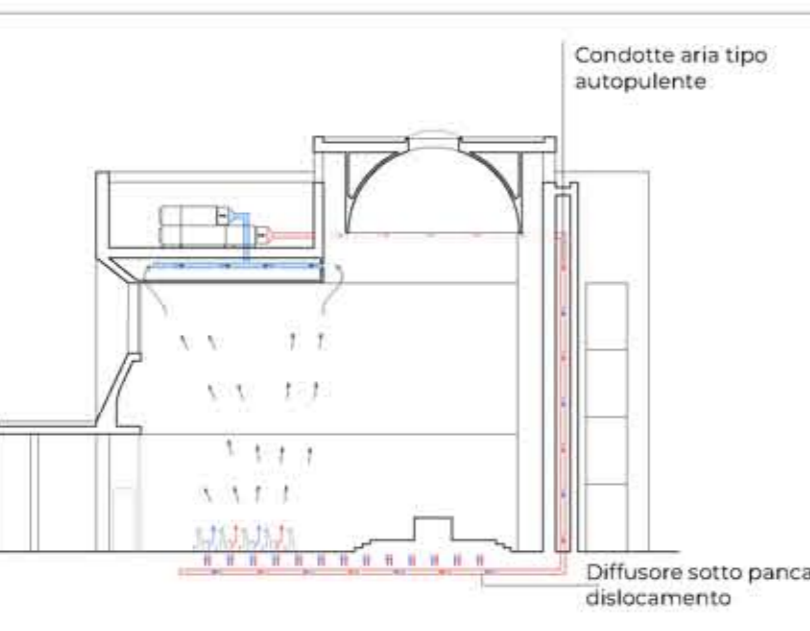 Condotte aria tipo
autopulente
Diffusore sotto panca
dislocamento